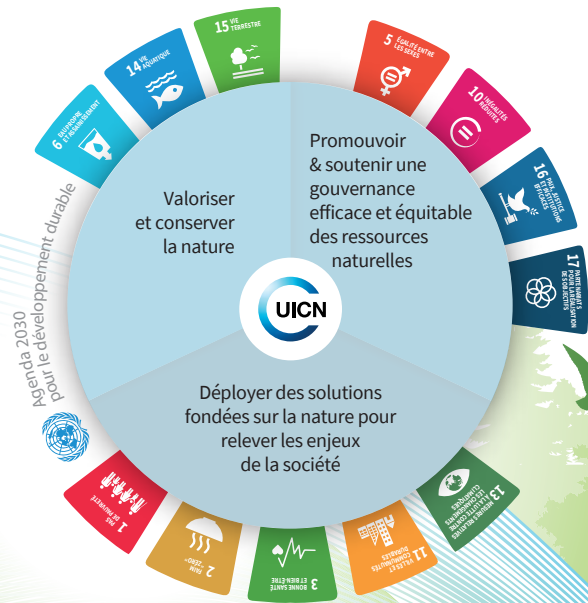 15 VIE
TERRESTRE
14 VIE
AQUATIQUE
6 EAU PROPRE
ET ASSAINISSEMENT
5 ÉGALITÉ ENTRE
LES SEXES
10 INÉGALITÉS
RÉDUITES
16 PAIX, JUSTICE
ET INSTITUTIONS
EFFICACES
17 PARTENARIATS
POUR LA RÉALISATION
DES OBJECTIFS
Valoriser
et conserver
la nature
Promouvoir
& soutenir une
gouvernance
efficace et équitable
des ressources
naturelles
UICN
Déployer des solutions
fondées sur la nature pour
relever les enjeux
de la société
Agenda 2030
pour le développement durable
1 PAS
DE PAUVRETÉ
2 FAIM
"ZÉRO"
3 BONNE SANTÉ
ET BIEN-ÊTRE
11 VILLES ET
COMMUNAUTÉS
DURABLES
13 MESURES RELATIVES
À LA LUTTE CONTRE
LES CHANGEMENTS
CLIMATIQUES